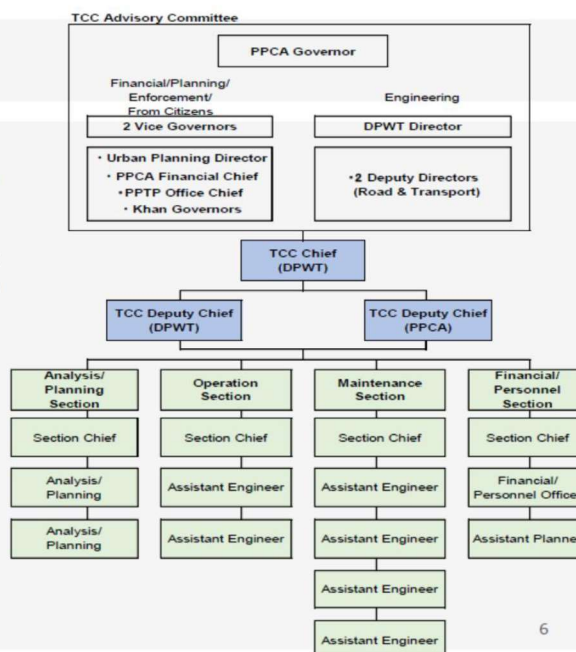 TCC Advisory Committee
PPCA Governor
Financial/Planning/
Enforcement/
From Citizens
2 Vice Governors
• Urban Planning Director
• PPCA Financial Chief
•PPTP Office Chief
• Khan Governors
Engineering
DPWT Director
•2 Deputy Directors
(Road & Transport)
TCC Chief
(DPWT)
TCC Deputy Chief
(DPWT)
TCC Deputy Chief
(PPCA)
Analysis/
Planning
Section
Section Chief
Analysis/
Planning
Analysis/
Planning
Operation
Section
Section Chief
Assistant Engineer
Assistant Engineer
Maintenance
Section
Section Chief
Assistant Engineer
Assistant Engineer
Assistant Engineer
Assistant Engineer
Financial/
Personnel
Section
Section Chief
Financial/
Personnel Office
Assistant Planne
6